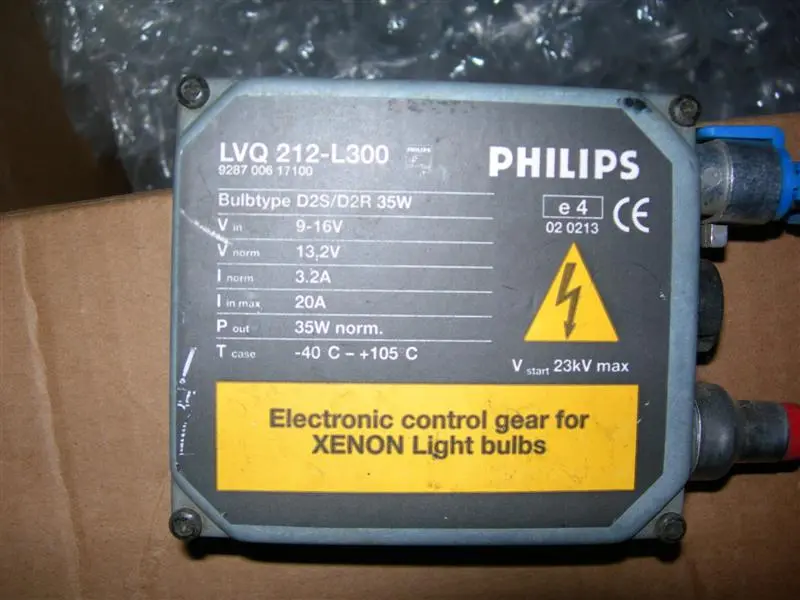 LVQ 212-L300 PHILIPS
9287 006 17100
PHILIPS
Bulbtype D2S/D2R 35W
V in 9-16V
V norm 13,2V
I norm 3.2A
I in max 20A
P out 35W norm.
T case -40 C – +105 C
e 4 CE
02 0213
V start 23kV max
Electronic control gear for
XENON Light bulbs